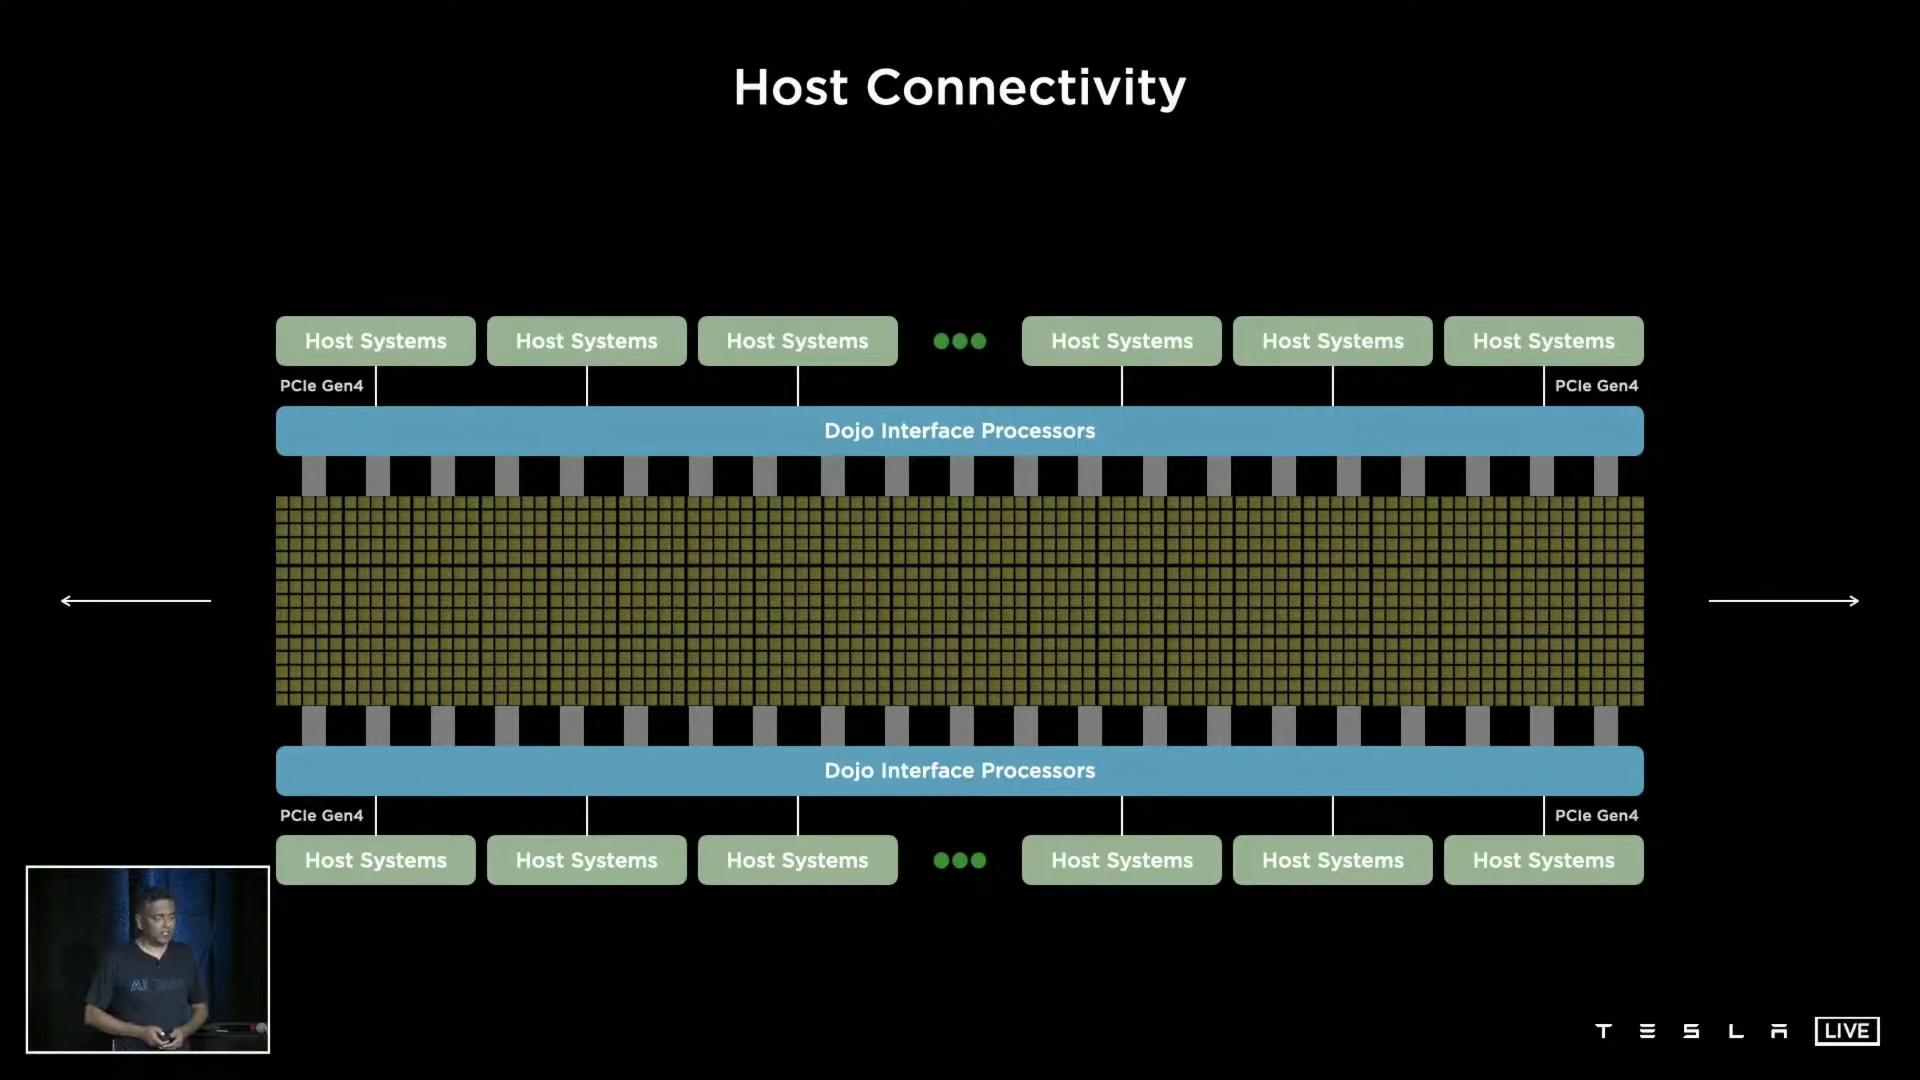 Host Connectivity
Host Systems Host Systems Host Systems Host Systems Host Systems Host Systems
PCIe Gen4 PCIe Gen4
Dojo Interface Processors
Dojo Interface Processors
PCIe Gen4 PCIe Gen4
Host Systems Host Systems Host Systems Host Systems Host Systems Host Systems
AI
TESLA LIVE